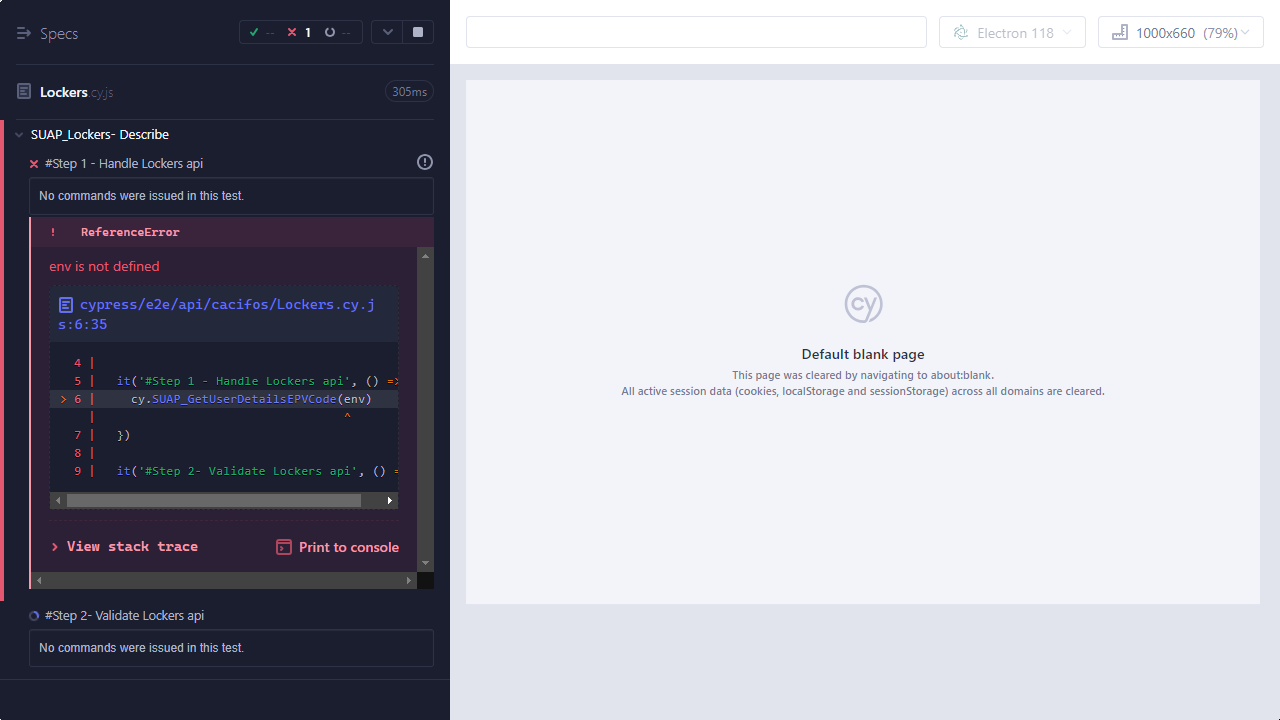 Specs
-- 1 --
Lockers.cy.js
305ms
SUAP_Lockers- Describe
#Step 1 - Handle Lockers api
No commands were issued in this test.
! ReferenceError
env is not defined
cypress/e2e/api/cacifos/Lockers.cy.j
s:6:35
4 |
5 | it('#Step 1 - Handle Lockers api', () =>
> 6 | cy.SUAP_GetUserDetailsEPVCode(env)
| ^
7 | })
8 |
9 | it('#Step 2- Validate Lockers api', () =
View stack trace
Print to console
#Step 2- Validate Lockers api
No commands were issued in this test.
Electron 118
1000x660 (79%)
cy
Default blank page
This page was cleared by navigating to about:blank.
All active session data (cookies, localStorage and sessionStorage) across all domains are cleared.